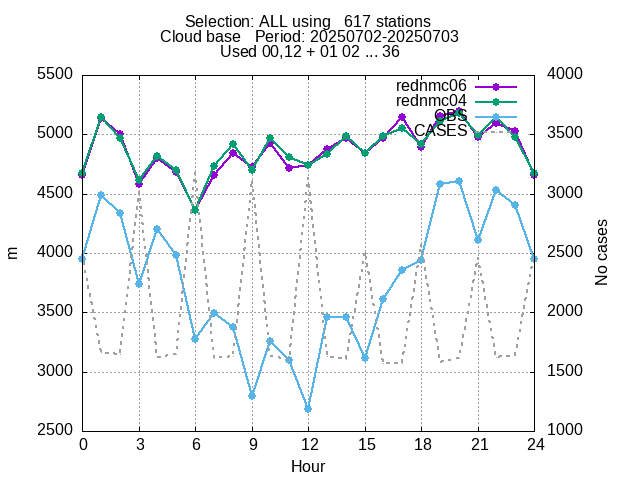 Selection: ALL using   617 stations
Cloud base   Period: 20250702-20250703
Used 00,12 + 01 02 ... 36
5500 4000
rednmc06
rednmc04
OBS
CASES
5000 3500
4500 3000
4000 2500
m
No cases
3500 2000
3000 1500
2500 1000
0 3 6 9 12 15 18 21 24
Hour